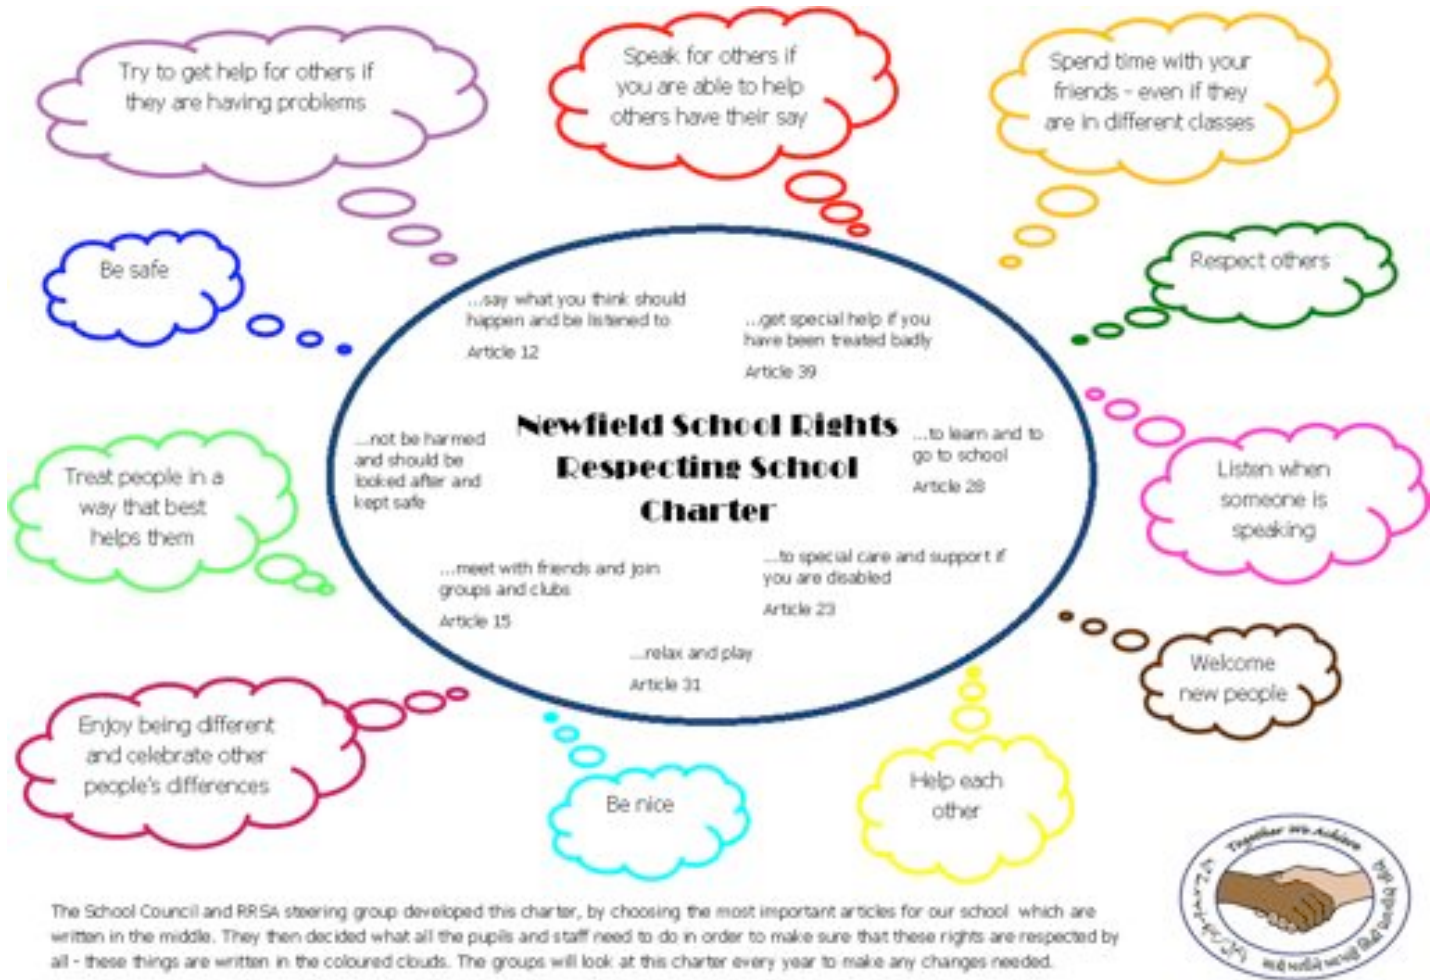 Try to get help for others if
they are having problems
Speak for others if
you are able to help
others have their say
Spend time with your
friends - even if they
are in different classes
Be safe
Respect others
...say what you think should
happen and be listened to
Article 12
...get special help if you
have been treated badly
Article 39
Newfield School Rights
Respecting School
Charter
...not be harmed
and should be
looked after and
kept safe
...to learn and to
go to school
Article 28
Treat people in a
way that best
helps them
Listen when
someone is
speaking
...meet with friends and join
groups and clubs
Article 15
...to special care and support if
you are disabled
Article 23
...relax and play
Article 31
Welcome
new people
Enjoy being different
and celebrate other
people's differences
Be nice
Help each
other
Together We Achieve
The School Council and RRSA steering group developed this charter, by choosing the most important articles for our school which are
written in the middle. They then decided what all the pupils and staff need to do in order to make sure that these rights are respected by
all - these things are written in the coloured clouds. The groups will look at this charter every year to make any changes needed.